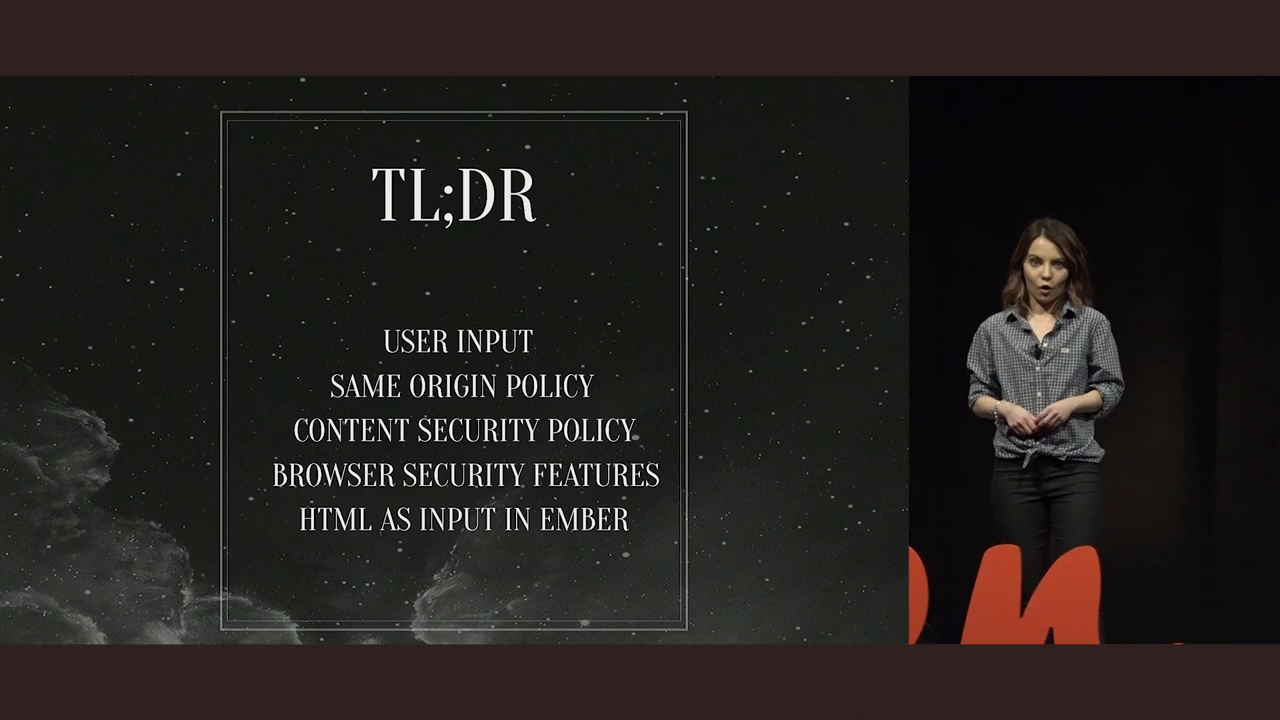 TL;DR
USER INPUT
SAME ORIGIN POLICY
CONTENT SECURITY POLICY
BROWSER SECURITY FEATURES
HTML AS INPUT IN EMBER